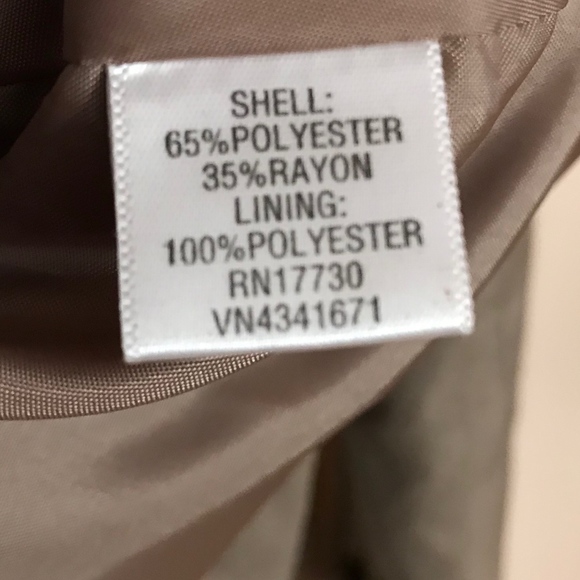 SHELL:
65%POLYESTER
35%RAYON
LINING:
100%POLYESTER
RN17730
VN4341671